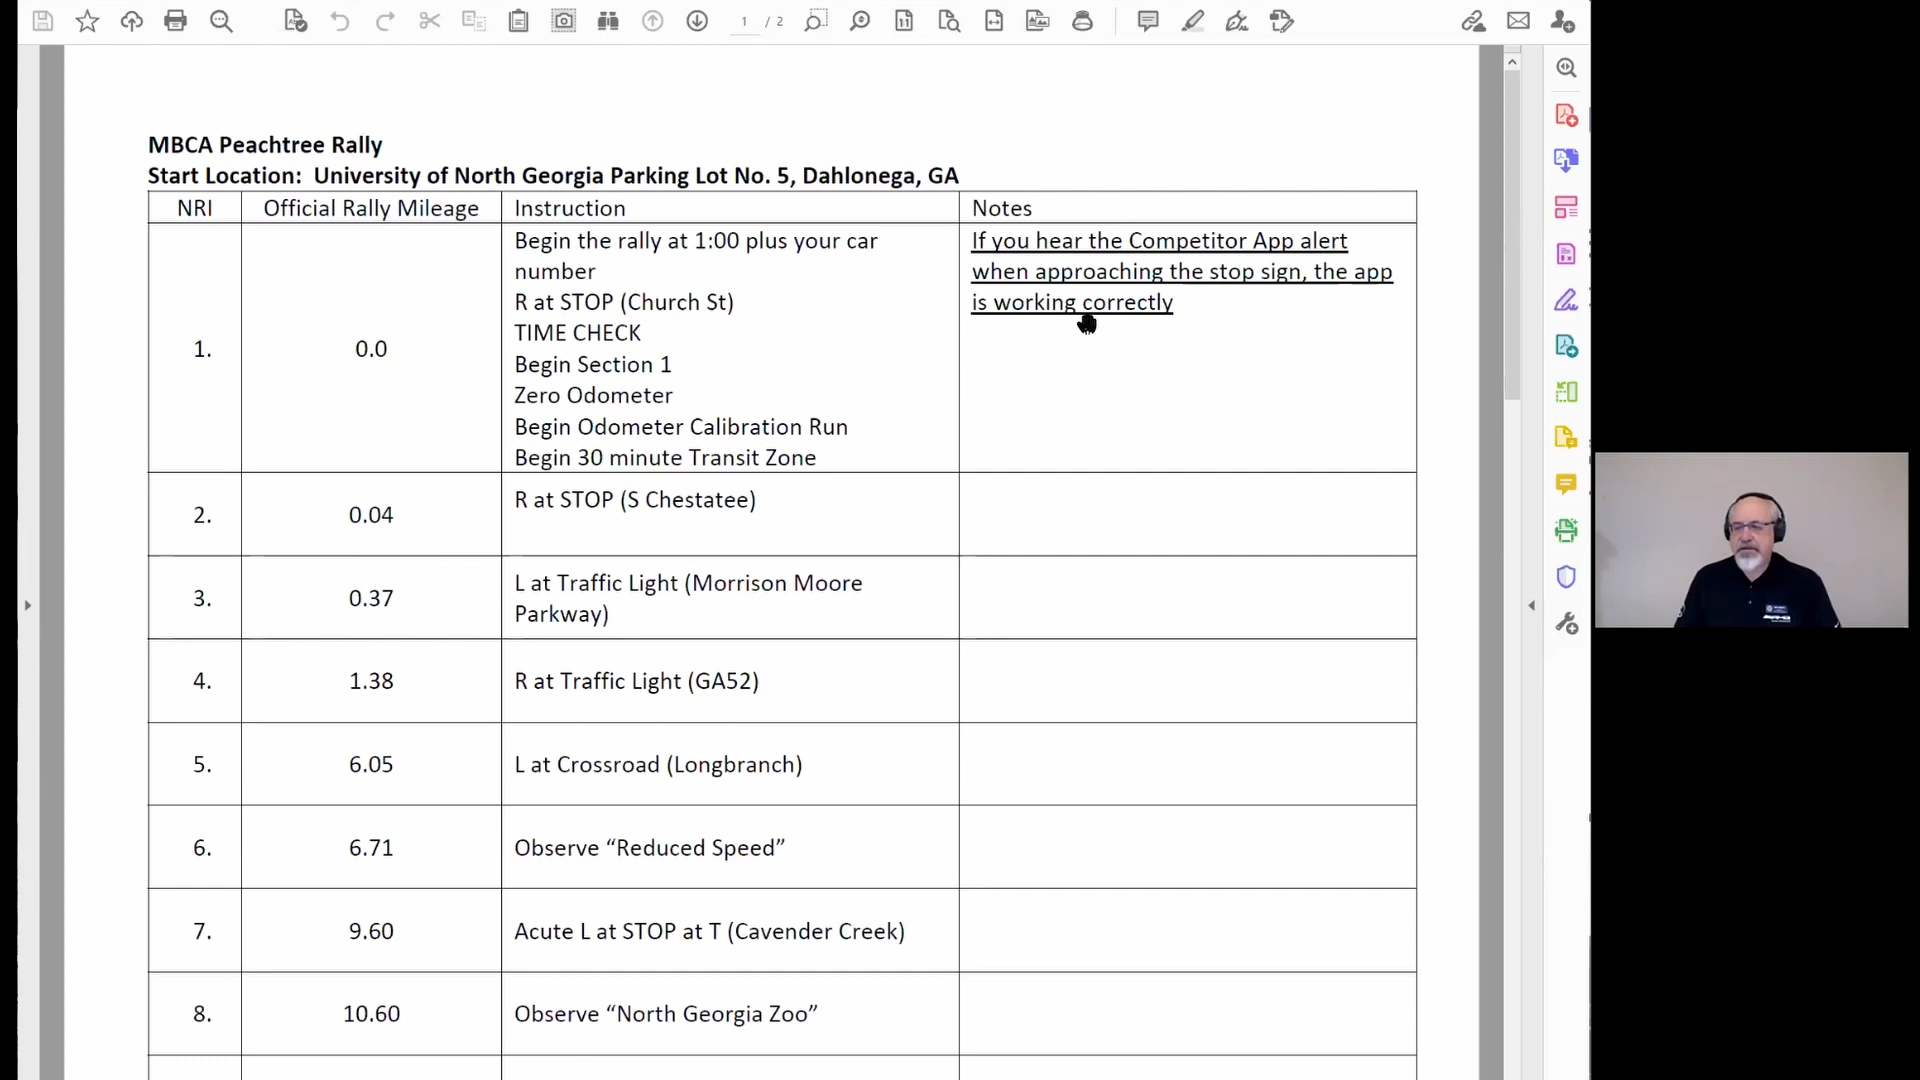 1 / 2
MBCA Peachtree Rally
Start Location: University of North Georgia Parking Lot No. 5, Dahlonega, GA
NRI Official Rally Mileage Instruction Notes
1. 0.0
Begin the rally at 1:00 plus your car
number
R at STOP (Church St)
TIME CHECK
Begin Section 1
Zero Odometer
Begin Odometer Calibration Run
Begin 30 minute Transit Zone
If you hear the Competitor App alert
when approaching the stop sign, the app
is working correctly
2. 0.04 R at STOP (S Chestatee)
3. 0.37 L at Traffic Light (Morrison Moore
Parkway)
4. 1.38 R at Traffic Light (GA52)
5. 6.05 L at Crossroad (Longbranch)
6. 6.71 Observe “Reduced Speed”
7. 9.60 Acute L at STOP at T (Cavender Creek)
8. 10.60 Observe “North Georgia Zoo”